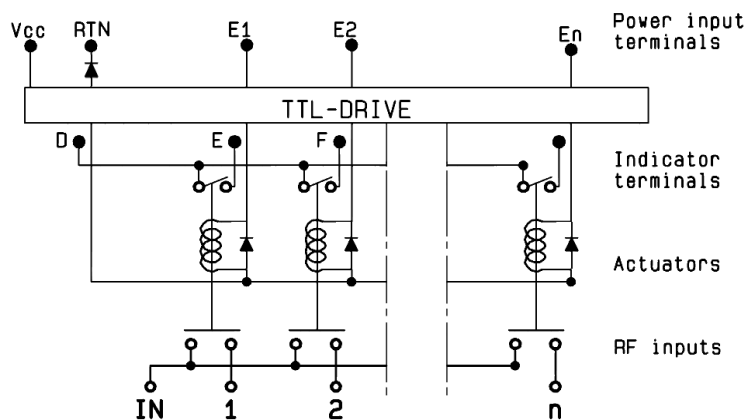 Vcc RTN E1 E2 En Power input
terminals
TTL-DRIVE
D E F Indicator
terminals
Actuators
RF inputs
IN 1 2 n